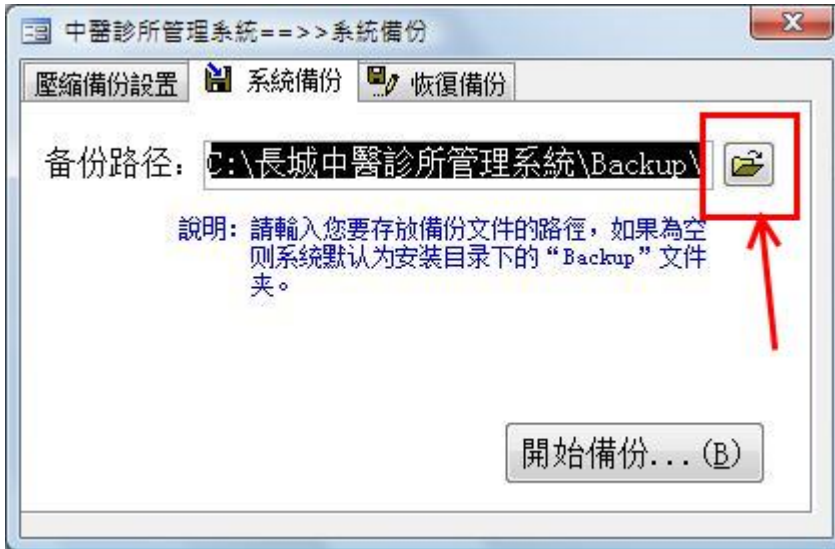 中醫診所管理系統==>>系統備份
壓縮備份設置 系統備份 恢復備份
备份路径: C:\長城中醫診所管理系統\Backup\
說明: 請輸入您要存放備份文件的路徑，如果為空
则系统默认为安装目录下的“Backup”文件
夹。
開始備份...(B)